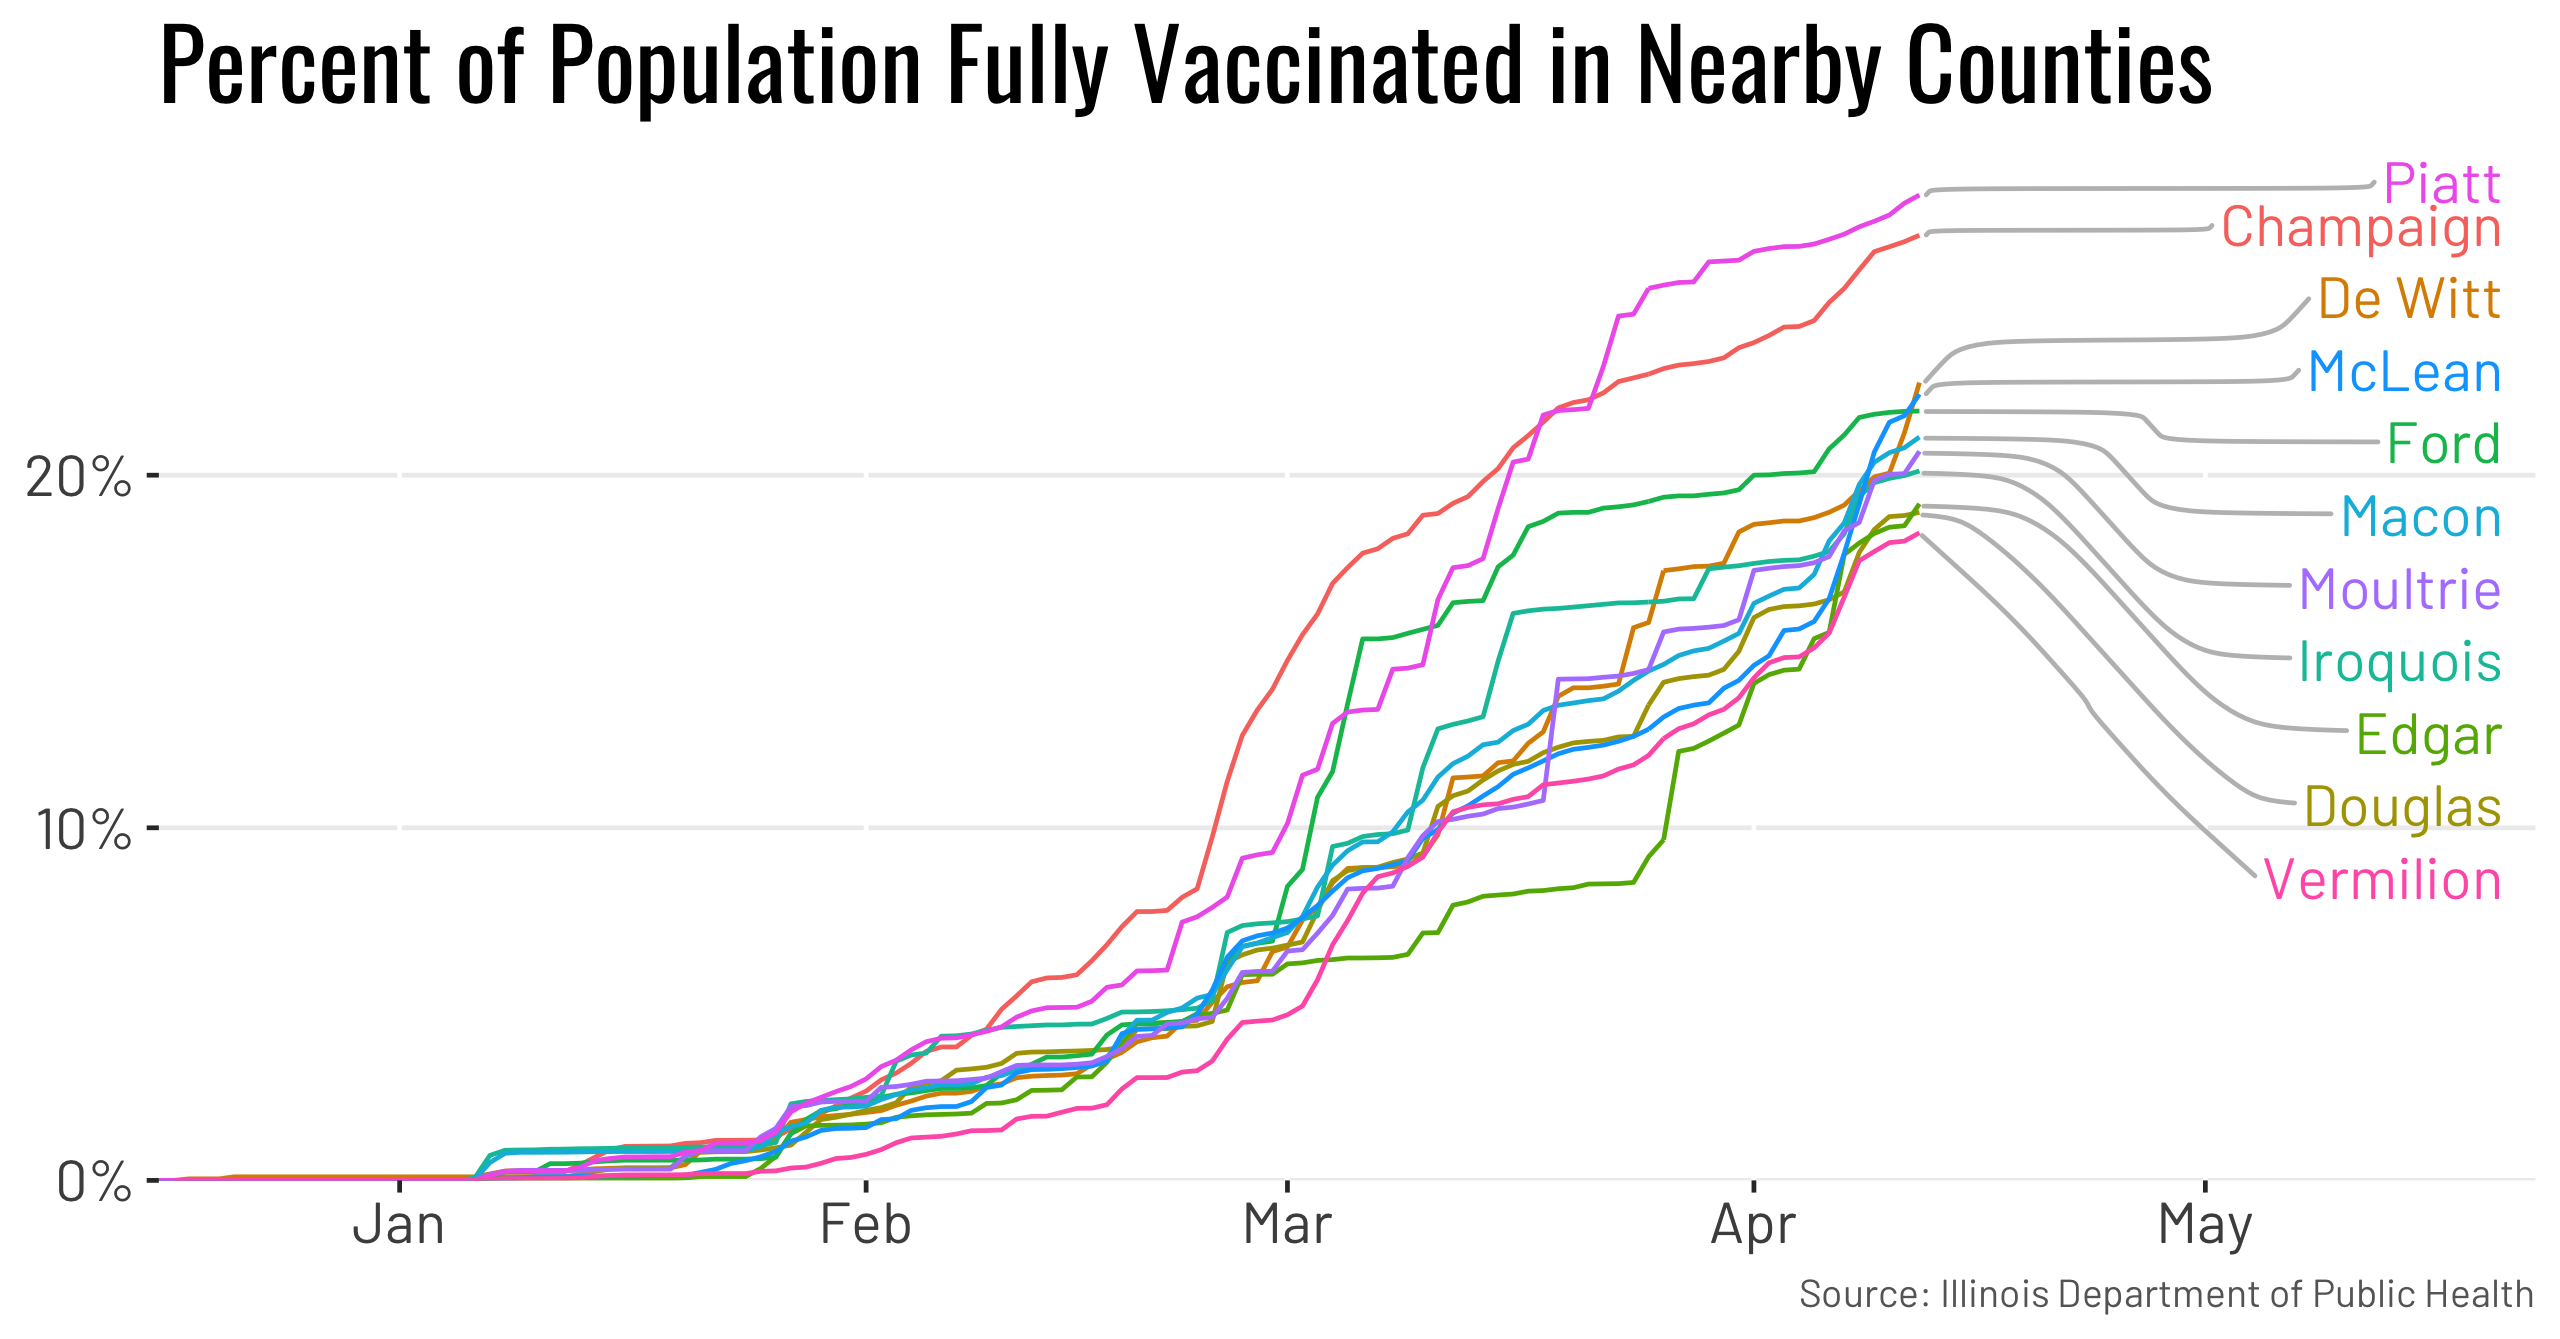 Percent of Population Fully Vaccinated in Nearby Counties
Piatt
Champaign
De Witt
McLean
Ford
20%
Macon
Moultrie
Iroquois
Edgar
Douglas
10%
Vermilion
0%
Jan Feb Mar Apr May
Source: Illinois Department of Public Health